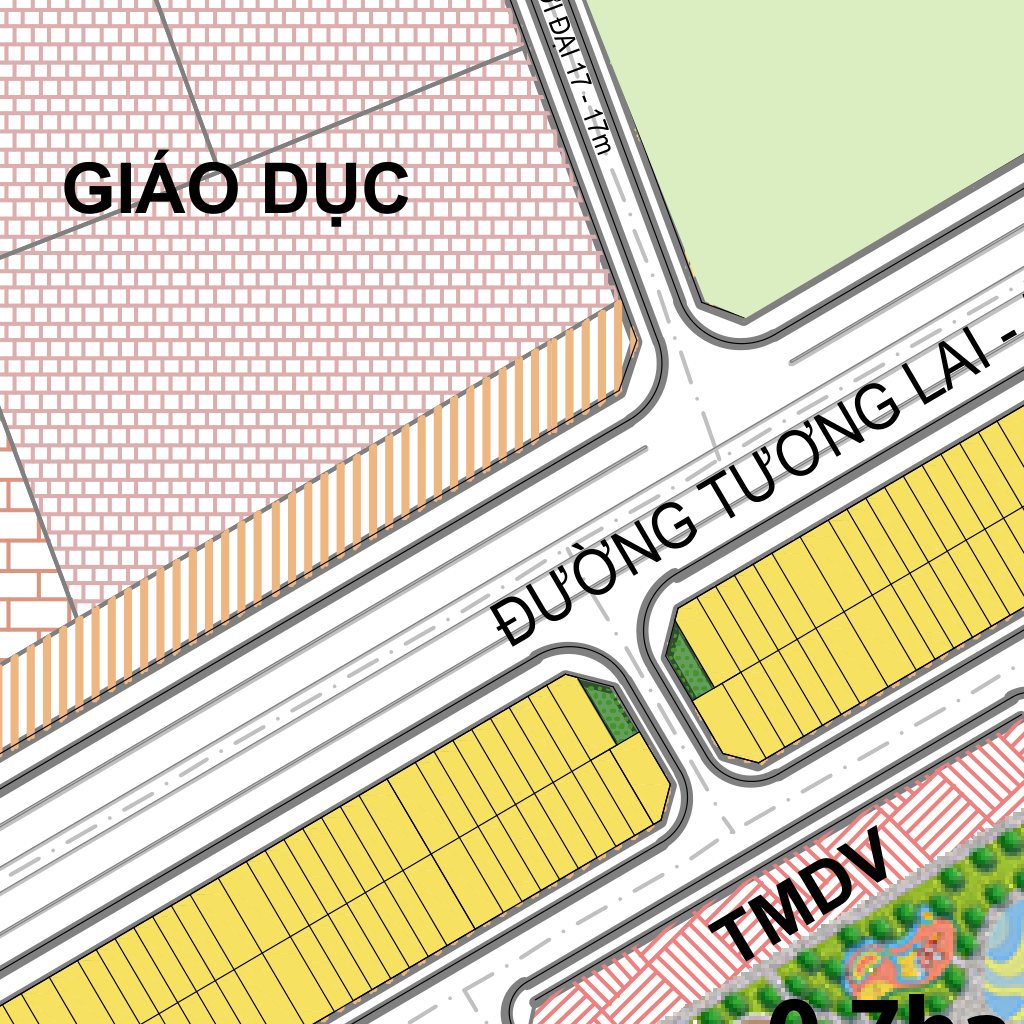 ĐẠI 17 - 17m
GIÁO DỤC
ĐƯỜNG TƯƠNG LAI -
TMDV